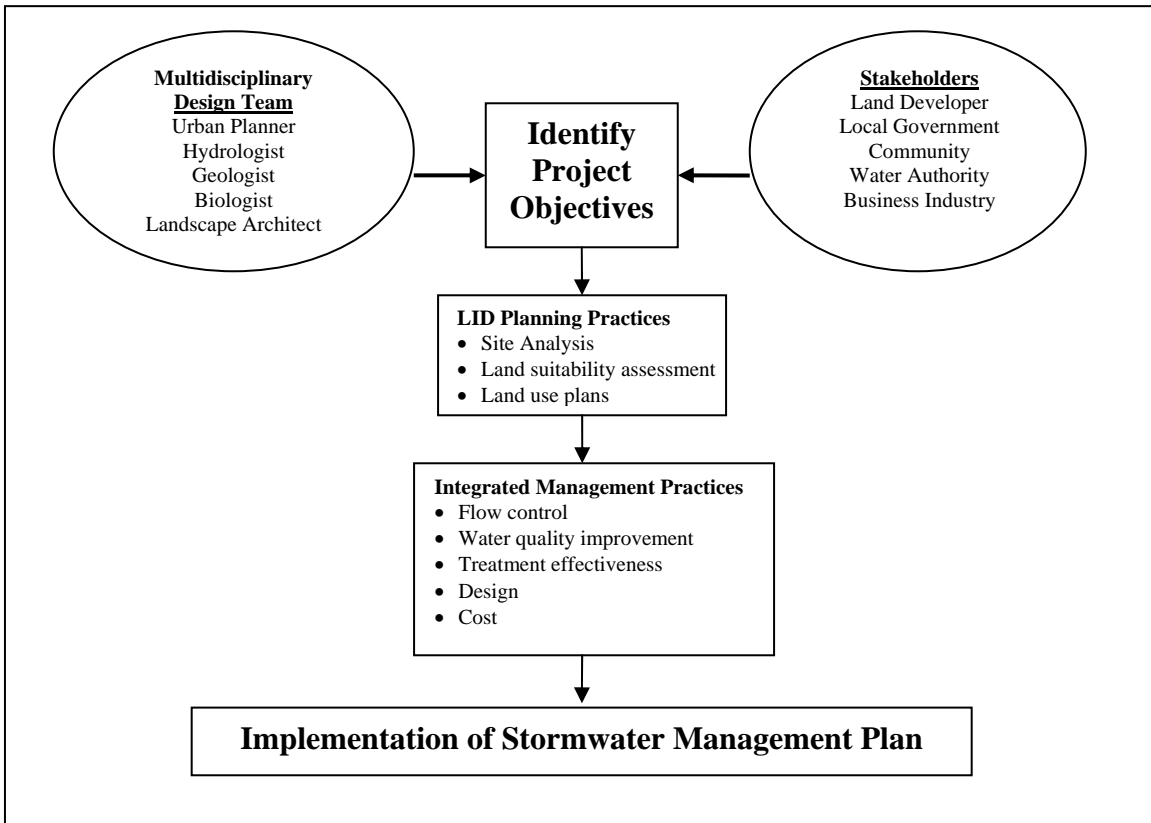 Multidisciplinary
Design Team
Urban Planner
Hydrologist
Geologist
Biologist
Landscape Architect
Identify
Project
Objectives
Stakeholders
Land Developer
Local Government
Community
Water Authority
Business Industry
LID Planning Practices
• Site Analysis
• Land suitability assessment
• Land use plans
Integrated Management Practices
• Flow control
• Water quality improvement
• Treatment effectiveness
• Design
• Cost
Implementation of Stormwater Management Plan